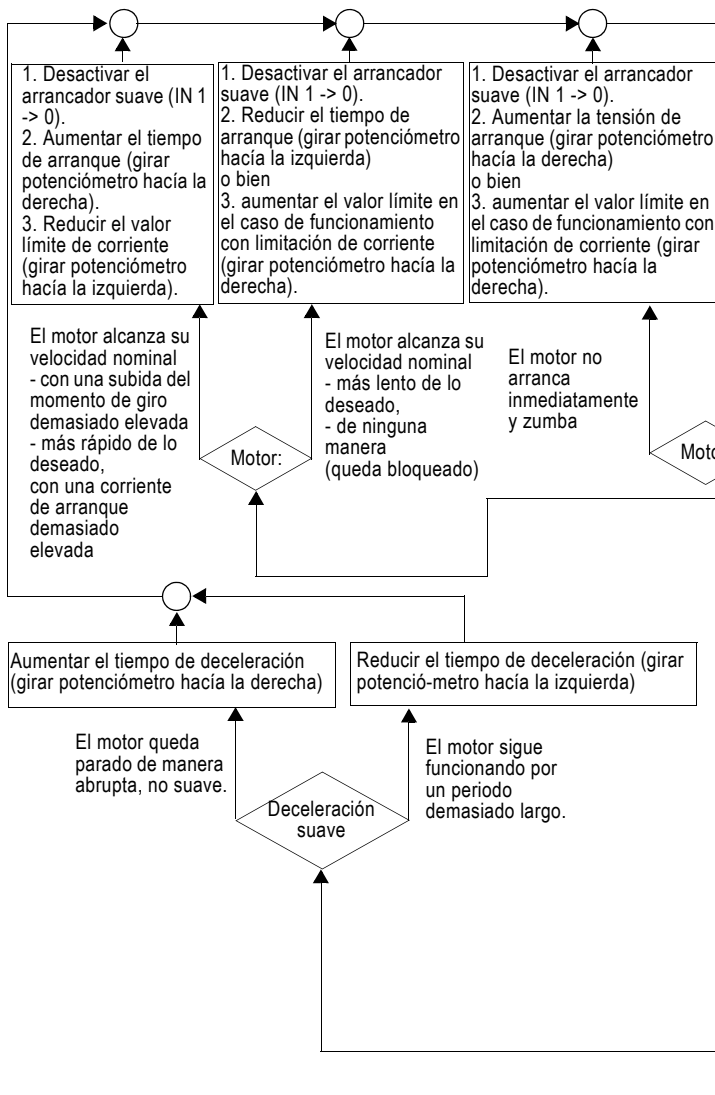 1. Desactivar el
arrancador suave (IN 1
-> 0).
2. Aumentar el tiempo
de arranque (girar
potenciómetro hacía la
derecha).
3. Reducir el valor
límite de corriente
(girar potenciómetro
hacía la izquierda).
1. Desactivar el arrancador
suave (IN 1 -> 0).
2. Reducir el tiempo de
arranque (girar potenciómetro
hacía la izquierda)
o bien
3. aumentar el valor límite en
el caso de funcionamiento
con limitación de corriente
(girar potenciómetro hacía la
derecha).
1. Desactivar el arrancador
suave (IN 1 -> 0).
2. Aumentar la tensión de
arranque (girar potenciómetro
hacía la derecha)
o bien
3. aumentar el valor límite en
el caso de funcionamiento con
limitación de corriente (girar
potenciómetro hacía la
derecha).
El motor alcanza su
velocidad nominal
- con una subida del
momento de giro
demasiado elevada
- más rápido de lo
deseado,
con una corriente
de arranque
demasiado
elevada
Motor:
El motor alcanza su
velocidad nominal
- más lento de lo
deseado,
- de ninguna
manera
(queda bloqueado)
El motor no
arranca
inmediatamente
y zumba
Moto
Aumentar el tiempo de deceleración
(girar potenciómetro hacía la derecha)
Reducir el tiempo de deceleración (girar
potenció-metro hacía la izquierda)
El motor queda
parado de manera
abrupta, no suave.
Deceleración
suave
El motor sigue
funcionando por
un periodo
demasiado largo.